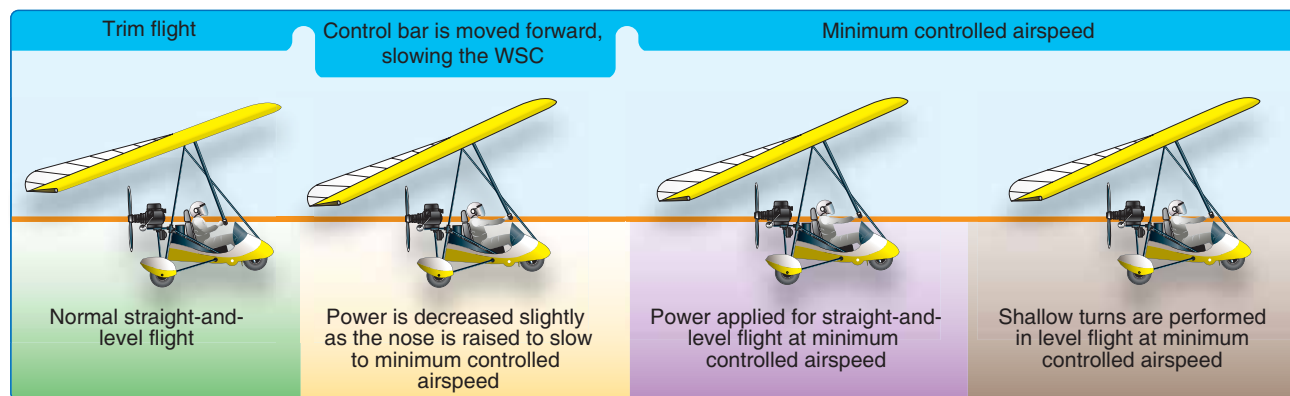 Trim flight
Control bar is moved forward,
slowing the WSC
Minimum controlled airspeed
Normal straight-and-
level flight
Power is decreased slightly
as the nose is raised to slow
to minimum controlled
airspeed
Power applied for straight-and-
level flight at minimum
controlled airspeed
Shallow turns are performed
in level flight at minimum
controlled airspeed